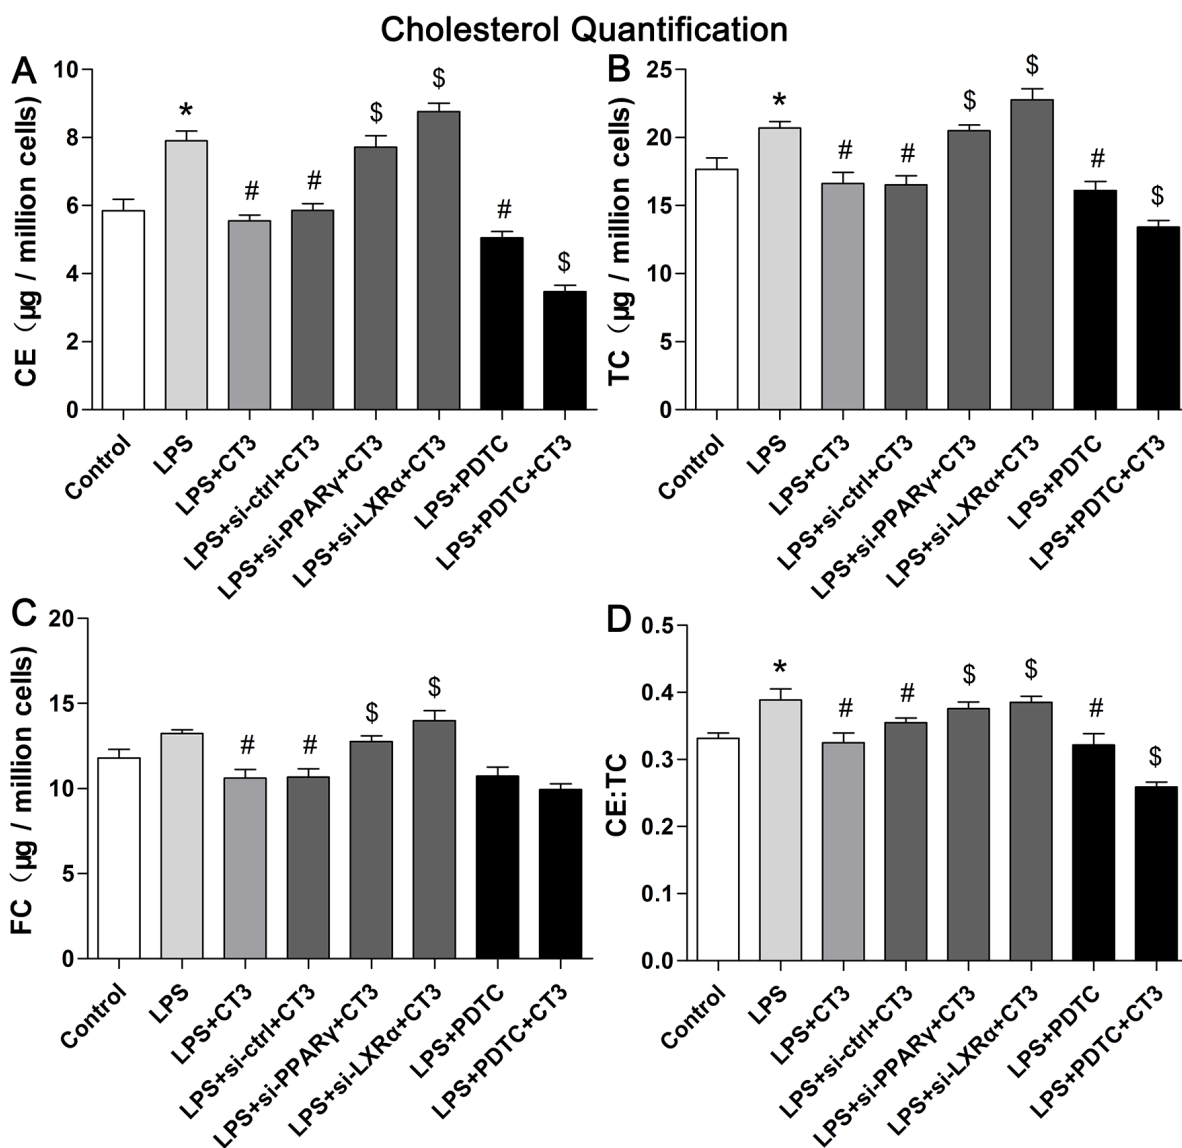 Cholesterol Quantification
A
CE（μg / million cells)
10
8
6
4
2
0
*
#
#
$
$
#
$
Control
LPS
LPS+CT3
LPS+si-ctrl+CT3
LPS+si-PPARγ+CT3
LPS+si-LXRα+CT3
LPS+PDTC
LPS+PDTC+CT3
B
TC（μg / million cells)
25
20
15
10
5
0
*
#
#
$
$
#
$
Control
LPS
LPS+CT3
LPS+si-ctrl+CT3
LPS+si-PPARγ+CT3
LPS+si-LXRα+CT3
LPS+PDTC
LPS+PDTC+CT3
C
FC（μg / million cells)
20
15
10
5
0
#
#
$
$
Control
LPS
LPS+CT3
LPS+si-ctrl+CT3
LPS+si-PPARγ+CT3
LPS+si-LXRα+CT3
LPS+PDTC
LPS+PDTC+CT3
D
CE:TC
0.5
0.4
0.3
0.2
0.1
0.0
*
#
#
$
$
#
$
Control
LPS
LPS+CT3
LPS+si-ctrl+CT3
LPS+si-PPARγ+CT3
LPS+si-LXRα+CT3
LPS+PDTC
LPS+PDTC+CT3